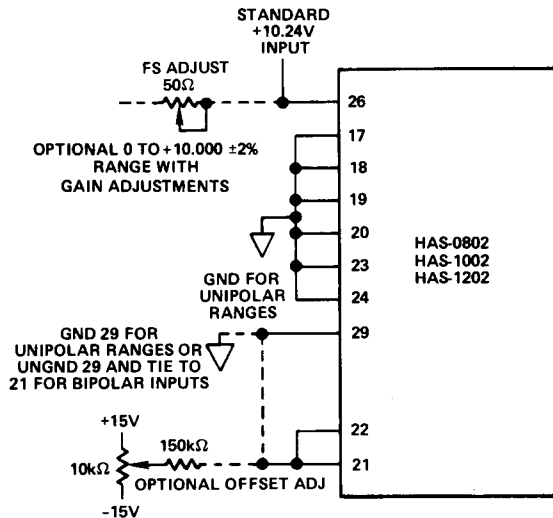 STANDARD
+10.24V
INPUT
FS ADJUST
50Ω
OPTIONAL 0 TO +10.000 ±2%
RANGE WITH
GAIN ADJUSTMENTS
26
17
18
19
20
23
24
29
22
21
HAS-0802
HAS-1002
HAS-1202
GND FOR
UNIPOLAR
RANGES
GND 29 FOR
UNIPOLAR RANGES OR
UNGND 29 AND TIE TO
21 FOR BIPOLAR INPUTS
+15V
150kΩ
10kΩ
OPTIONAL OFFSET ADJ
-15V